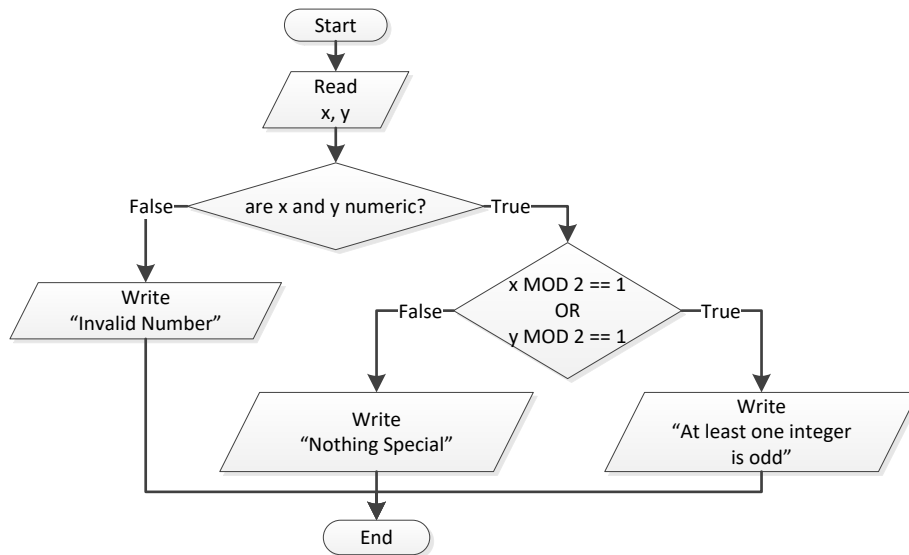 Start
Read
x, y
False
are x and y numeric?
True
Write
“Invalid Number”
False
x MOD 2 == 1
OR
y MOD 2 == 1
True
Write
“Nothing Special”
Write
“At least one integer
is odd”
End